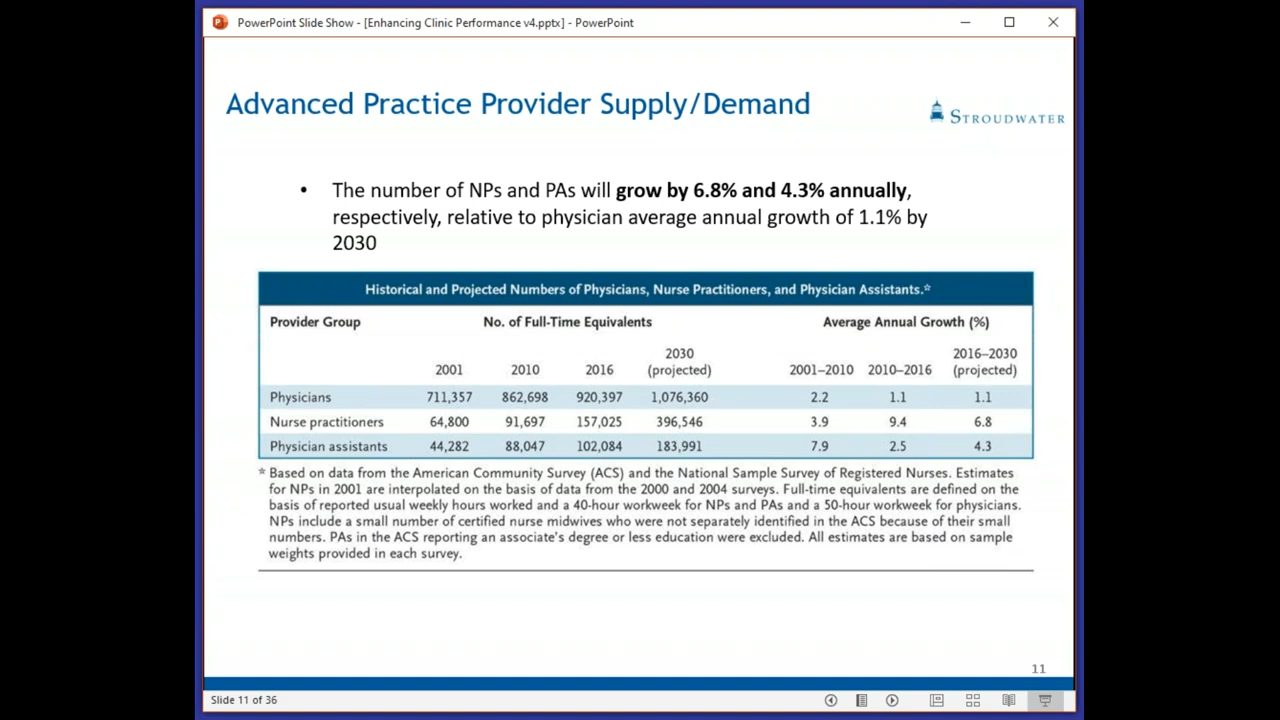 PowerPoint Slide Show - [Enhancing Clinic Performance v4.pptx] - PowerPoint
Advanced Practice Provider Supply/Demand
STROUDWATER
• The number of NPs and PAs will grow by 6.8% and 4.3% annually,
respectively, relative to physician average annual growth of 1.1% by
2030
Historical and Projected Numbers of Physicians, Nurse Practitioners, and Physician Assistants.*
Provider Group No. of Full-Time Equivalents Average Annual Growth (%)
2030 2016–2030
2001 2010 2016 (projected) 2001–2010 2010–2016 (projected)
Physicians 711,357 862,698 920,397 1,076,360 2.2 1.1 1.1
Nurse practitioners 64,800 91,697 157,025 396,546 3.9 9.4 6.8
Physician assistants 44,282 88,047 102,084 183,991 7.9 2.5 4.3
* Based on data from the American Community Survey (ACS) and the National Sample Survey of Registered Nurses. Estimates
for NPs in 2001 are interpolated on the basis of data from the 2000 and 2004 surveys. Full-time equivalents are defined on the
basis of reported usual weekly hours worked and a 40-hour workweek for NPs and PAs and a 50-hour workweek for physicians.
NPs include a small number of certified nurse midwives who were not separately identified in the ACS because of their small
numbers. PAs in the ACS reporting an associate's degree or less education were excluded. All estimates are based on sample
weights provided in each survey.
11
Slide 11 of 36